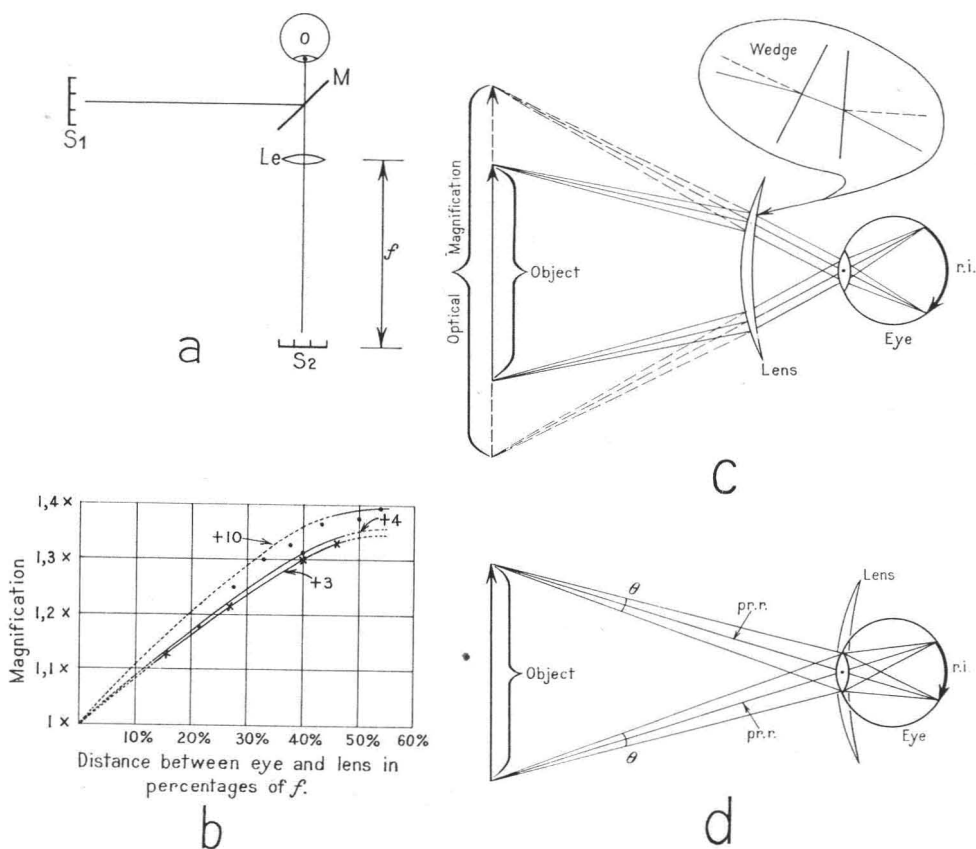 O
M
S1
Le
f
S2
a
Wedge
Magnification
Optical
Object
Lens
r.i.
Eye
c
1,4 ×
1,3 ×
1,2 ×
1,1 ×
1 ×
Magnification
+10
+4
+3
10% 20% 30% 40% 50% 60%
Distance between eye and lens in
percentages of f.
b
Lens
θ
pr.r.
Object
r.i.
pr.r.
θ
Eye
d